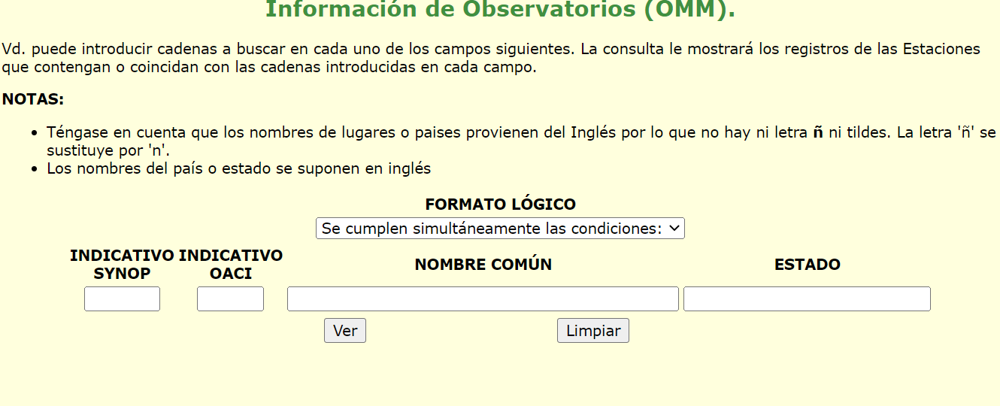 Información de Observatorios (OMM).
Vd. puede introducir cadenas a buscar en cada uno de los campos siguientes. La consulta le mostrará los registros de las Estaciones
que contengan o coincidan con las cadenas introducidas en cada campo.
NOTAS:
• Téngase en cuenta que los nombres de lugares o paises provienen del Inglés por lo que no hay ni letra ñ ni tildes. La letra 'ñ' se
sustituye por 'n'.
• Los nombres del país o estado se suponen en inglés
FORMATO LÓGICO
Se cumplen simultáneamente las condiciones:
INDICATIVO SYNOP
INDICATIVO OACI
NOMBRE COMÚN
ESTADO
Ver
Limpiar